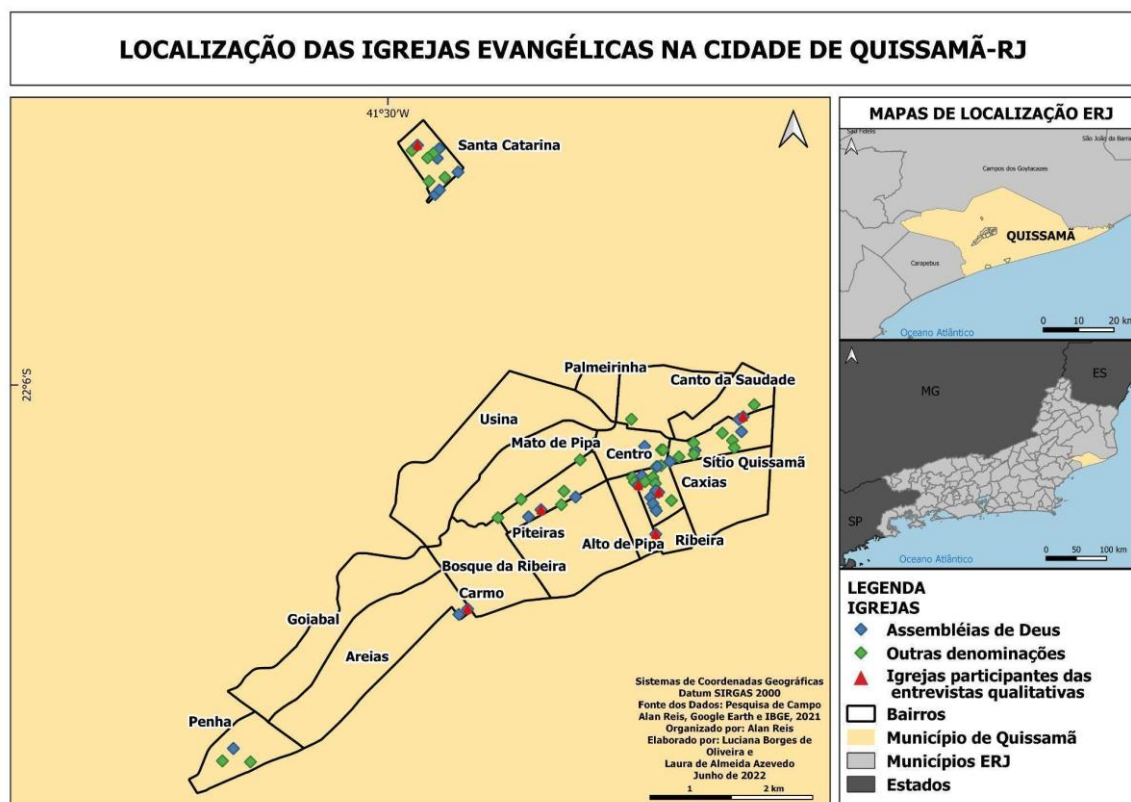 LOCALIZAÇÃO DAS IGREJAS EVANGÉLICAS NA CIDADE DE QUISSAMÃ-RJ
41°30'W
22°6'S
Santa Catarina
Palmeirinha
Canto da Saudade
Usina
Mato de Pipa
Centro
Sítio Quissamã
Caxias
Piteiras
Alto de Pipa
Ribeira
Bosque da Ribeira
Carmo
Goiabal
Areias
Penha
Sistemas de Coordenadas Geográficas
Datum SIRGAS 2000
Fonte dos Dados: Pesquisa de Campo
Alan Reis, Google Earth e IBGE, 2021
Organizado por: Alan Reis
Elaborado por: Luciana Borges de
Oliveira e
Laura de Almeida Azevedo
Junho de 2022
1 2 km
MAPAS DE LOCALIZAÇÃO ERJ
São Fidélis
São João da Barra
Campos dos Goytacazes
QUISSAMÃ
Carapebus
0 10 20 km
Oceano Atlântico
MG
ES
SP
Oceano Atlântico
0 50 100 km
LEGENDA
IGREJAS
Assembléias de Deus
Outras denominações
Igrejas participantes das
entrevistas qualitativas
Bairros
Município de Quissamã
Municípios ERJ
Estados